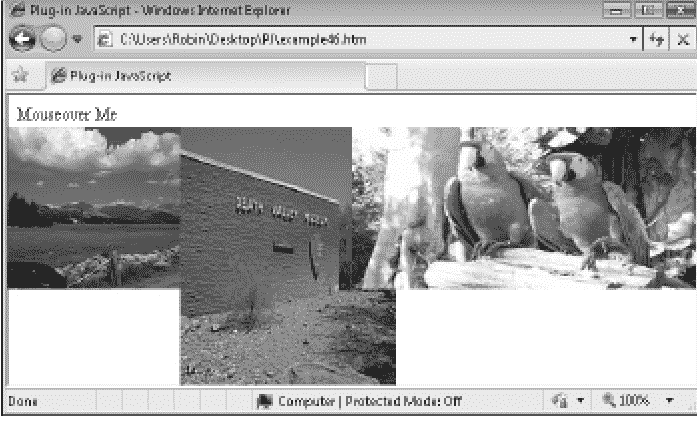 Plug-in JavaScript - Windows Internet Explorer
C:\Users\Robin\Desktop\PJ\example46.htm
Plug-in JavaScript
Mouseover Me
Done
Computer | Protected Mode: Off
100%